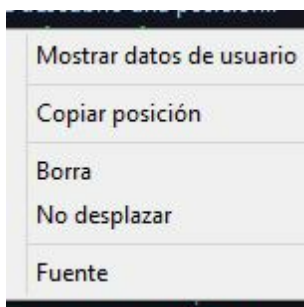 Mostrar datos de usuario
Copiar posición
Borra
No desplazar
Fuente